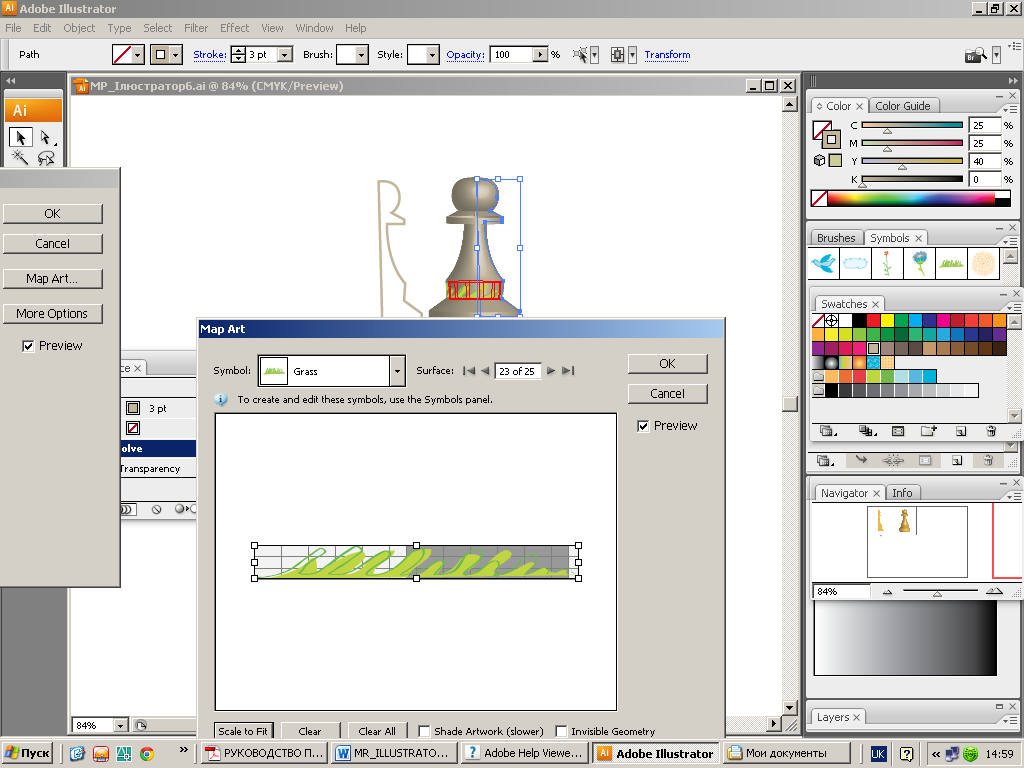 Adobe Illustrator
File Edit Object Type Select Filter Effect View Window Help
Path Stroke: 3 pt Brush: Style: Opacity: 100 % Transform
Br
МР_Ілюстратор6.ai @ 84% (CMYK/Preview)
Ai
OK
Cancel
Map Art...
More Options
Preview
3 pt
Transparency
Map Art
Symbol: Grass Surface: 23 of 25
OK
To create and edit these symbols, use the Symbols panel.
Cancel
Preview
Scale to Fit Clear Clear All Shade Artwork (slower) Invisible Geometry
84%
Color Color Guide
C 25 %
M 25 %
Y 40 %
K 0 %
Brushes Symbols
Swatches
Navigator Info
84%
Layers
Пуск РУКОВОДСТВО П... MR_ILLUSTRATO... Adobe Help Viewe... Adobe Illustrator Мои документы UK 14:59